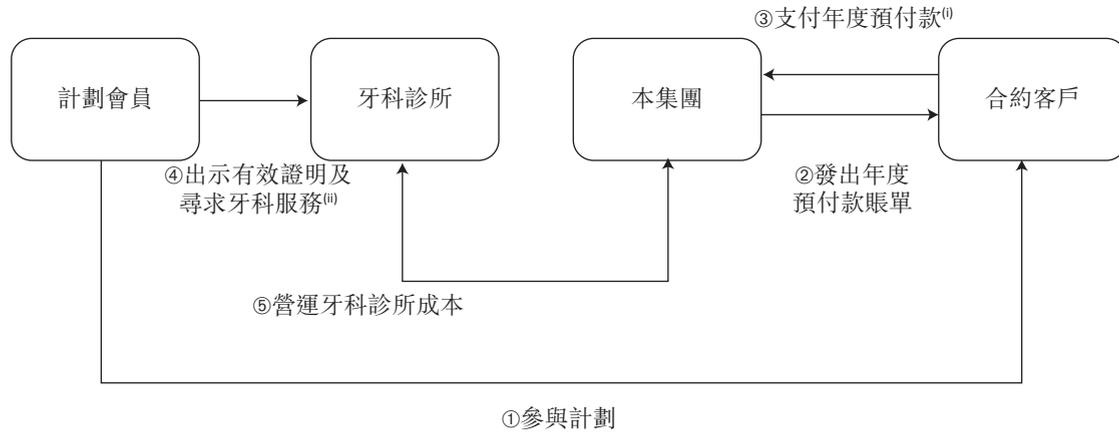 ③支付年度預付款(i)
計劃會員
牙科診所
本集團
合約客戶
④出示有效證明及
尋求牙科服務(ii)
②發出年度
預付款賬單
⑤營運牙科診所成本
①參與計劃